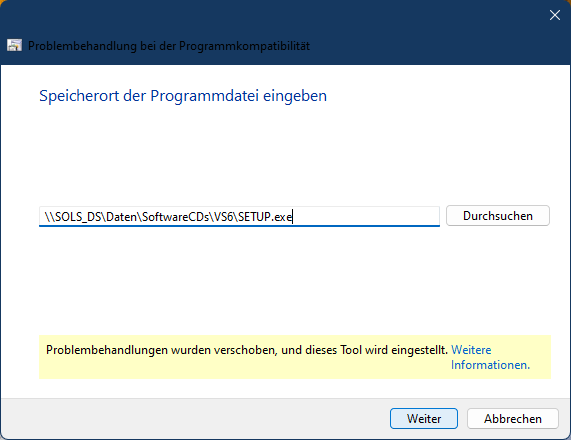 Problembehandlung bei der Programmkompatibilität
Speicherort der Programmdatei eingeben
\\SOLS_DS\Daten\SoftwareCDs\VS6\SETUP.exe
Durchsuchen
Problembehandlungen wurden verschoben, und dieses Tool wird eingestellt. Weitere
Informationen.
Weiter
Abbrechen